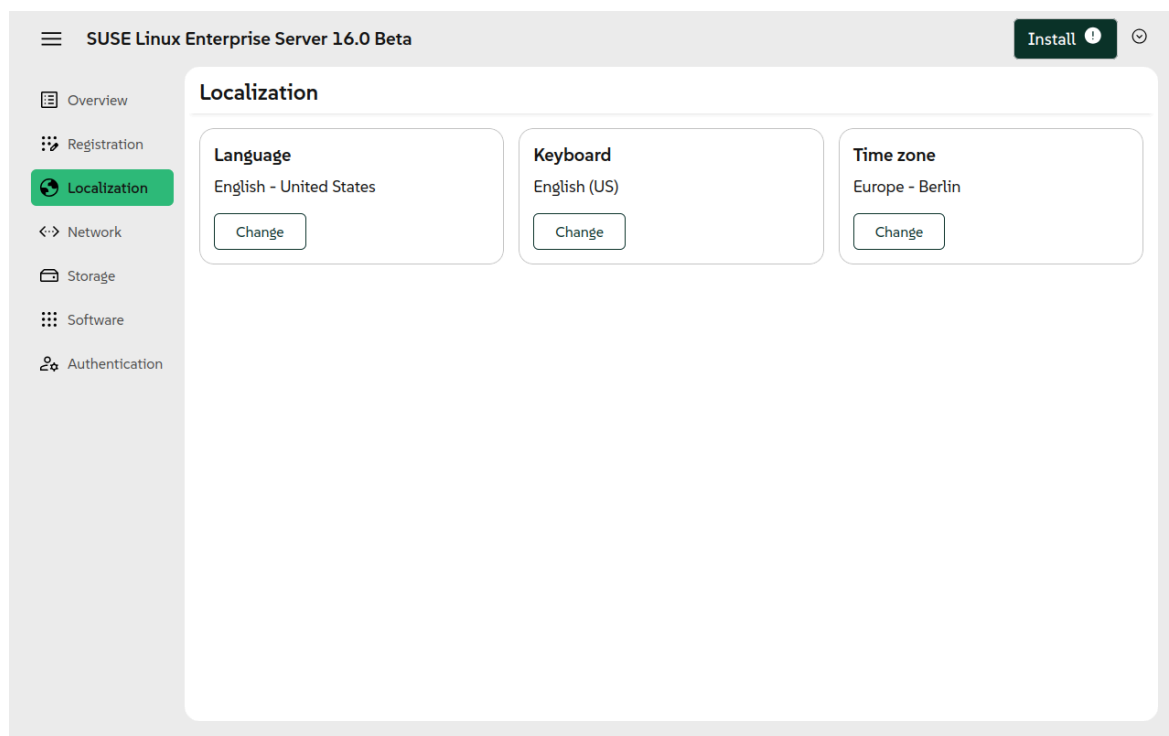 SUSE Linux Enterprise Server 16.0 Beta
Install
Overview
Registration
Localization
Network
Storage
Software
Authentication
Localization
Language
English - United States
Change
Keyboard
English (US)
Change
Time zone
Europe - Berlin
Change